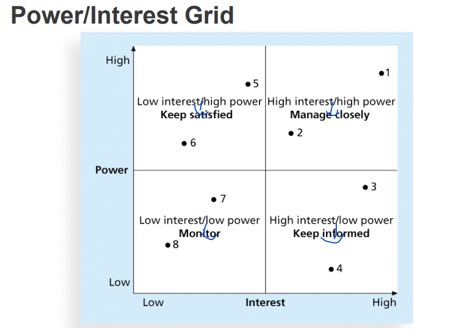 Power/Interest Grid
High
1
5
Low interest/high power
Keep satisfied
High interest/high power
Manage closely
2
6
Power
3
7
Low interest/low power
Monitor
High interest/low power
Keep informed
8
4
Low
Low
Interest
High